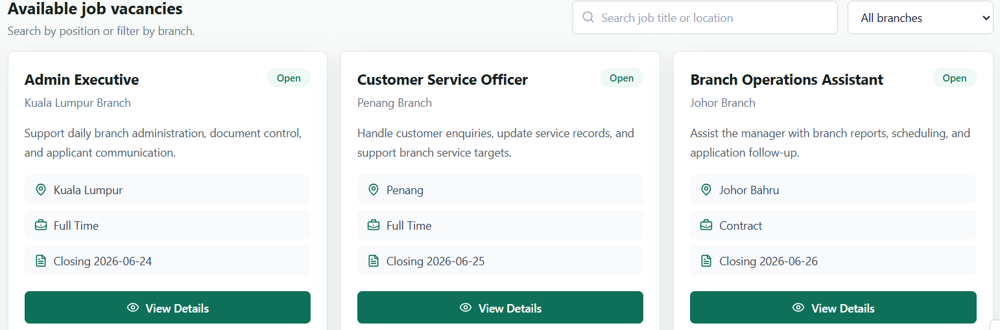 Available job vacancies
Search by position or filter by branch.
Search job title or location
All branches
Admin Executive
Open
Kuala Lumpur Branch
Support daily branch administration, document control,
and applicant communication.
Kuala Lumpur
Full Time
Closing 2026-06-24
View Details
Customer Service Officer
Open
Penang Branch
Handle customer enquiries, update service records, and
support branch service targets.
Penang
Full Time
Closing 2026-06-25
View Details
Branch Operations Assistant
Open
Johor Branch
Assist the manager with branch reports, scheduling, and
application follow-up.
Johor Bahru
Contract
Closing 2026-06-26
View Details